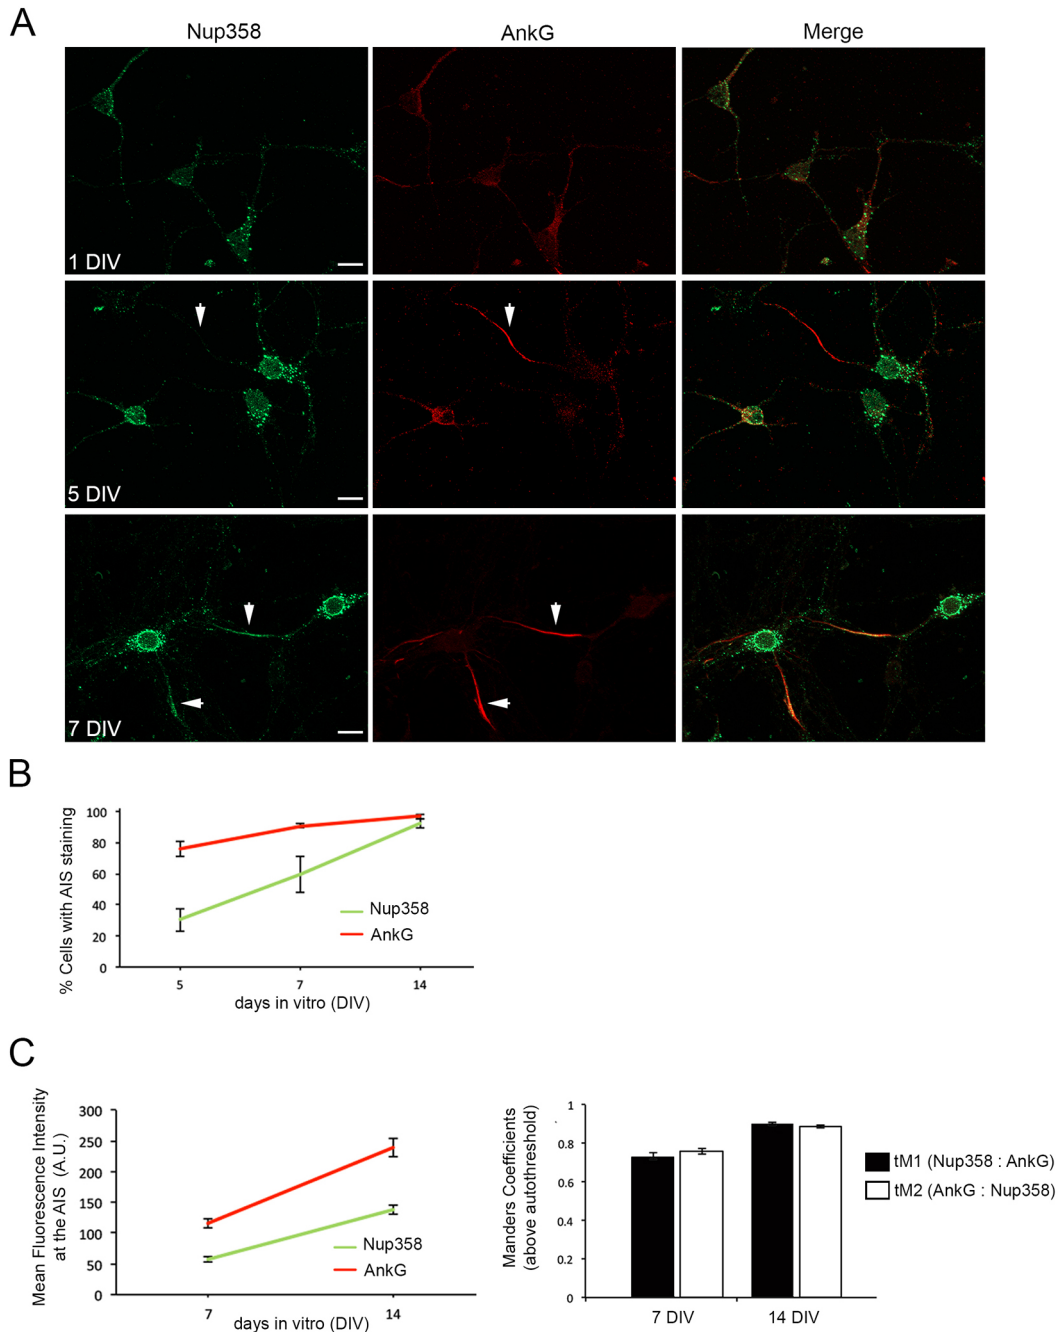 A
Nup358 AnkG Merge
1 DIV
5 DIV
7 DIV
B
% Cells with AIS staining
100
80
60
40
20
0
Nup358
AnkG
5 7 14
days in vitro (DIV)
C
Mean Fluorescence Intensity
at the AIS (A.U.)
300
250
200
150
100
50
0
Nup358
AnkG
7 14
days in vitro (DIV)
Manders Coefficients
(above autothreshold)
1
0.8
0.6
0.4
0.2
0
7 DIV 14 DIV
tM1 (Nup358 : AnkG)
tM2 (AnkG : Nup358)